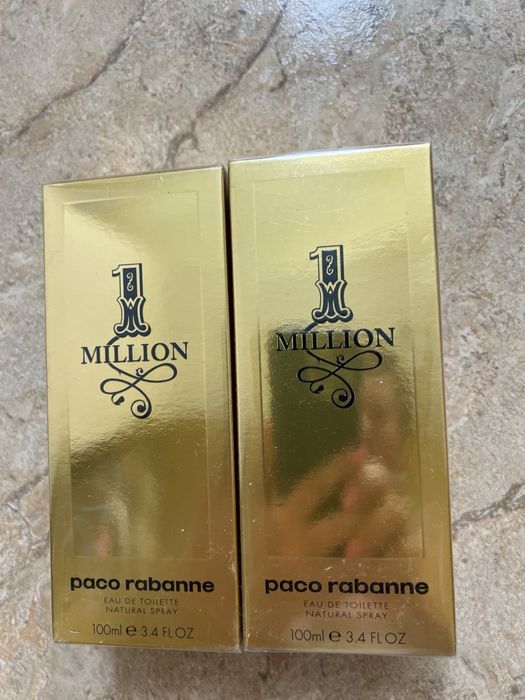 1
MILLION
paco rabanne
EAU DE TOILETTE
NATURAL SPRAY
100ml e 3.4 FL OZ
1
MILLION
paco rabanne
EAU DE TOILETTE
NATURAL SPRAY
100ml e 3.4 FL OZ